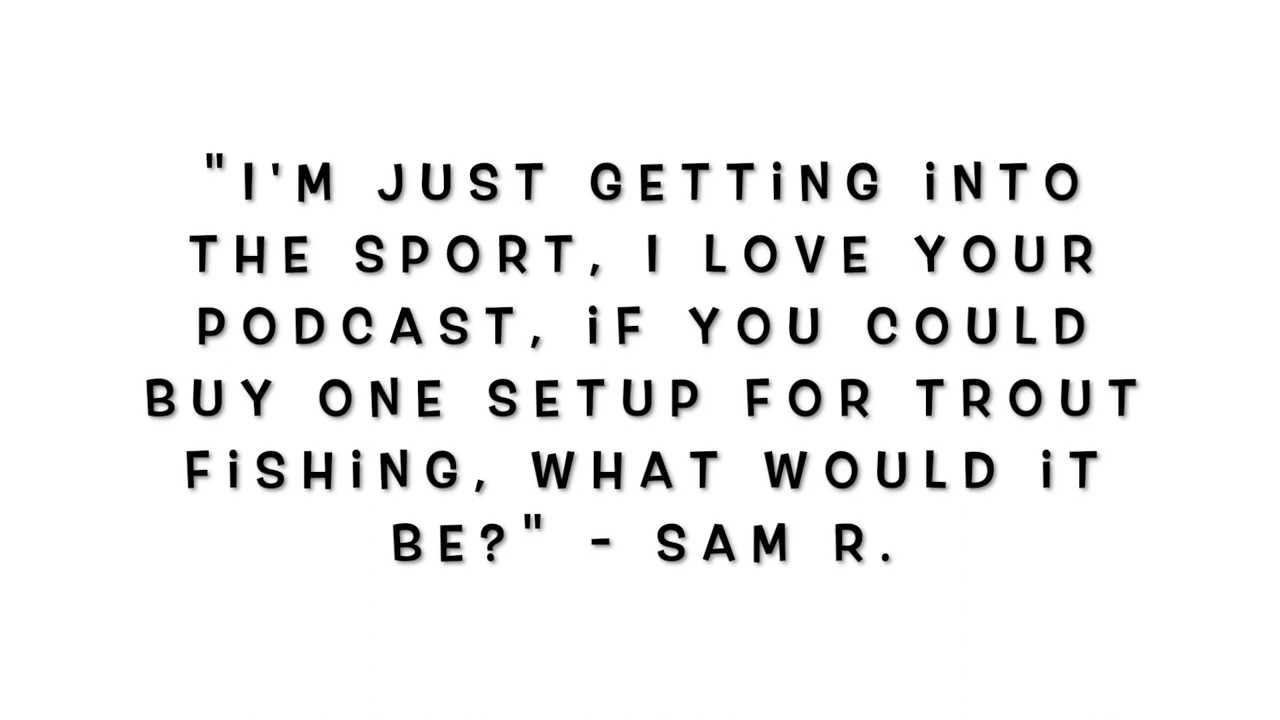 "I'M JUST GETTiNG iNTO
THE SPORT, I LOVE YOUR
PODCAST, iF YOU COULD
BUY ONE SETUP FOR TROUT
FiSHiNG, WHAT WOULD iT
BE?" - SAM R.